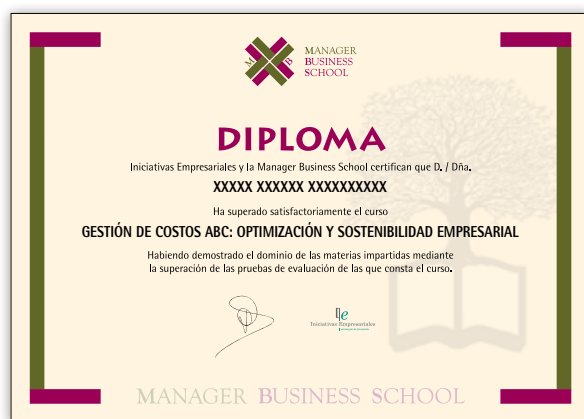 M B S
MANAGER
BUSINESS
SCHOOL
DIPLOMA
Iniciativas Empresariales y la Manager Business School certifican que D. / Dña.
XXXXX XXXXXX XXXXXXXXXX
Ha superado satisfactoriamente el curso
GESTIÓN DE COSTOS ABC: OPTIMIZACIÓN Y SOSTENIBILIDAD EMPRESARIAL
Habiendo demostrado el dominio de las materias impartidas mediante
la superación de las pruebas de evaluación de las que consta el curso.
Iniciativas Empresariales
MANAGER BUSINESS SCHOOL